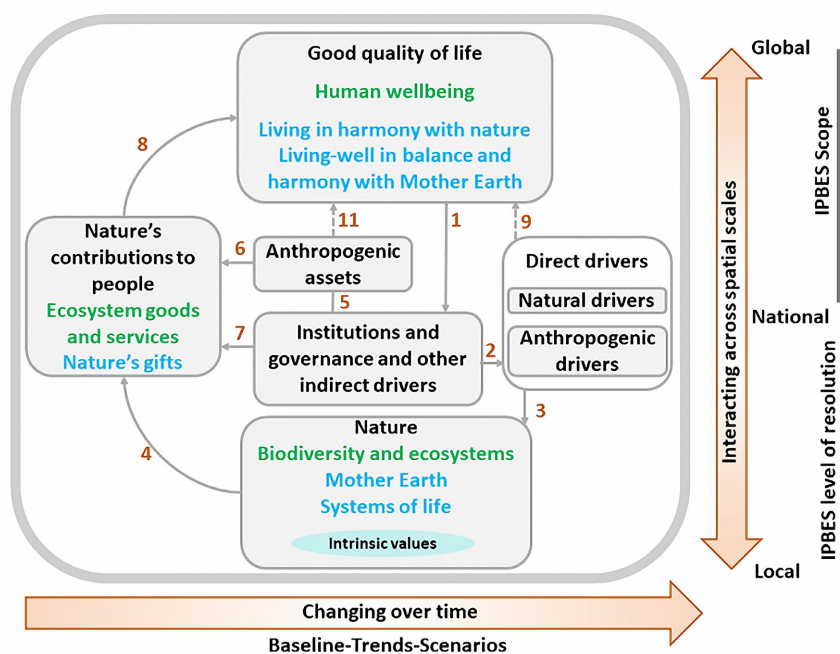 Good quality of life
Human wellbeing
Living in harmony with nature
Living-well in balance and
harmony with Mother Earth
8
11
1
9
Nature's
contributions to
people
Ecosystem goods
and services
Nature's gifts
6
Anthropogenic
assets
5
7
Institutions and
governance and other
indirect drivers
2
Direct drivers
Natural drivers
Anthropogenic
drivers
3
4
Nature
Biodiversity and ecosystems
Mother Earth
Systems of life
Intrinsic values
Global
National
Local
Interacting across spatial scales
IPBES Scope
IPBES level of resolution
Changing over time
Baseline-Trends-Scenarios